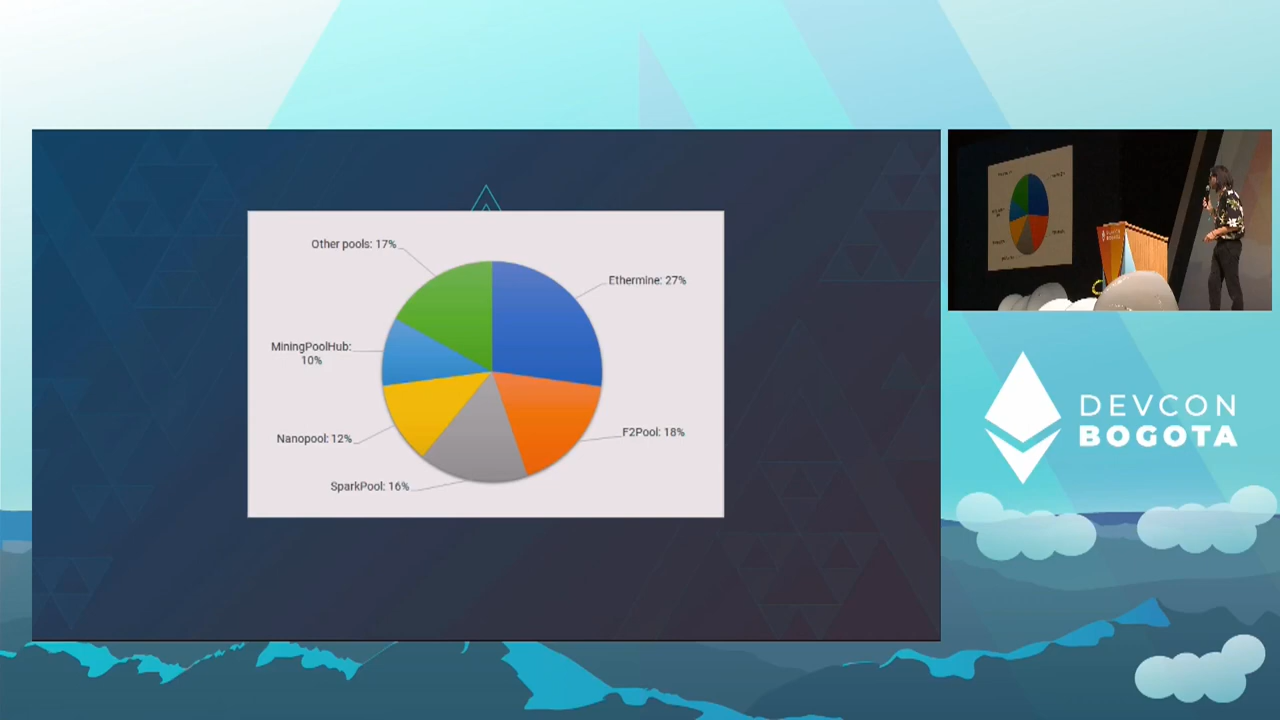 Other pools: 17%
Ethermine: 27%
MiningPoolHub:
10%
Nanopool: 12%
F2Pool: 18%
SparkPool: 16%
DEVCON
BOGOTA